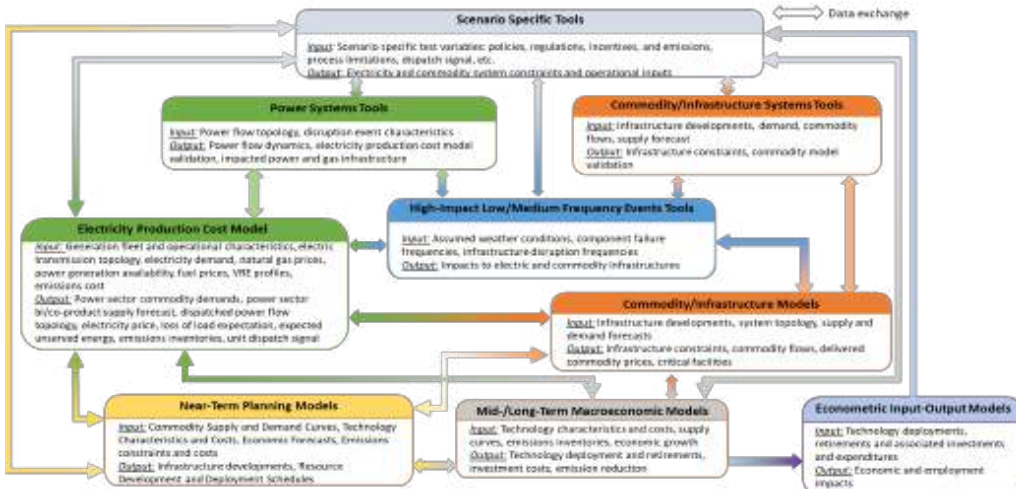 Scenario Specific Tools
Data exchange
Input: Scenario specific test variables: policies, regulations, incentives, and emissions,
process limitations, dispatch signal, etc.
Output: Electricity and commodity system constraints and operational inputs
Power Systems Tools
Input: Power flow topology, disruption event characteristics
Output: Power flow dynamics, electricity production cost model
validation, impacted power and gas infrastructure
Commodity/Infrastructure Systems Tools
Input: Infrastructure developments, demand, commodity
flows, supply forecast
Output: Infrastructure constraints, commodity model
validation
High-Impact Low/Medium Frequency Events Tools
Input: Assumed weather conditions, component failure
frequencies, infrastructure disruption frequencies
Output: Impacts to electric and commodity infrastructures
Electricity Production Cost Model
Input: Generation fleet and operational characteristics, electric
transmission topology, electricity demand, natural gas prices,
power generation availability, fuel prices, VRE profiles,
emissions cost
Output: Power sector commodity demands, power sector
bi/co-product supply forecast, dispatched power flow
topology, electricity price, loss of load expectation, expected
unserved energy, emissions inventories, unit dispatch signal
Commodity/Infrastructure Models
Input: Infrastructure developments, system topology, supply and
demand forecasts
Output: Infrastructure constraints, commodity flows, delivered
commodity prices, critical facilities
Near-Term Planning Models
Input: Commodity Supply and Demand Curves, Technology
Characteristics and Costs, Economic Forecasts, Emissions
constraints and costs
Output: Infrastructure developments, Resource
Development and Deployment Schedules
Mid-/Long-Term Macroeconomic Models
Input: Technology characteristics and costs, supply
curves, emissions inventories, economic growth
Output: Technology deployment and retirements,
investment costs, emission reduction
Econometric Input-Output Models
Input: Technology deployments,
retirements and associated investments
and expenditures
Output: Economic and employment
impacts